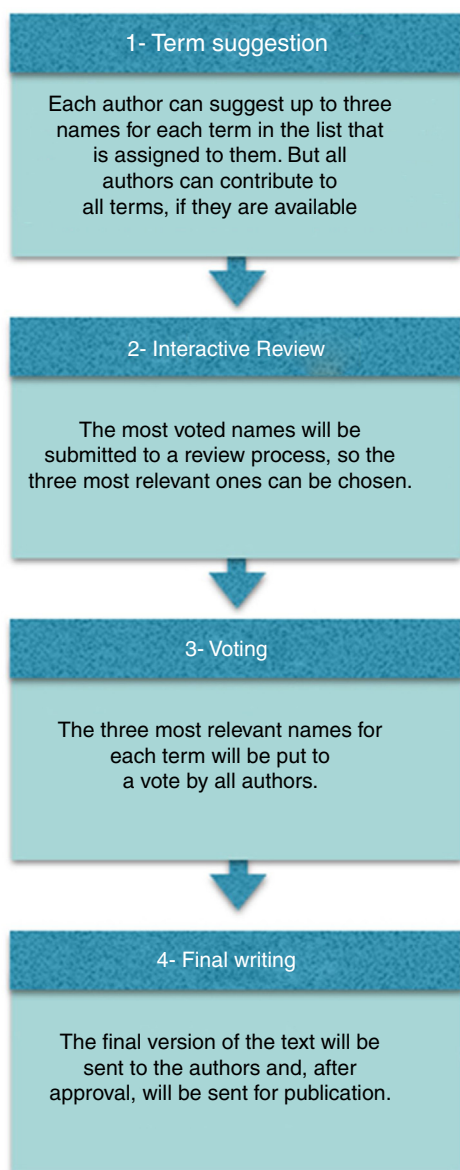 1- Term suggestion
Each author can suggest up to three
names for each term in the list that
is assigned to them. But all
authors can contribute to
all terms, if they are available
2- Interactive Review
The most voted names will be
submitted to a review process, so the
three most relevant ones can be chosen.
3- Voting
The three most relevant names for
each term will be put to
a vote by all authors.
4- Final writing
The final version of the text will be
sent to the authors and, after
approval, will be sent for publication.